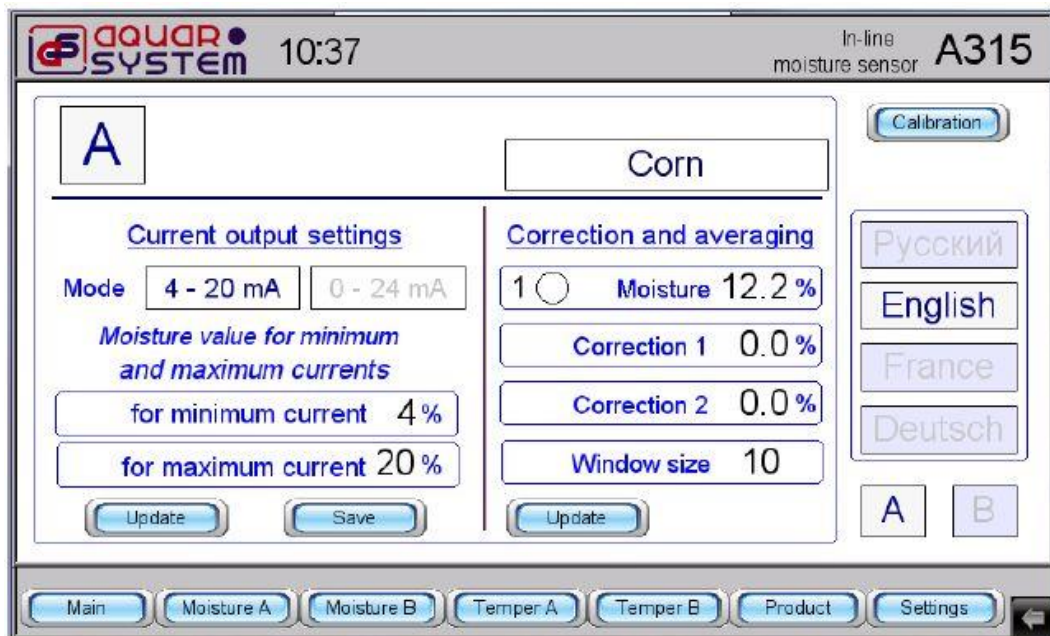 aquar
SYSTEM
10:37
In-line
moisture sensor
A315
A
Corn
Calibration
Current output settings
Mode 4 - 20 mA 0 - 24 mA
Moisture value for minimum
and maximum currents
for minimum current 4 %
for maximum current 20 %
Update Save
Correction and averaging
1 Moisture 12.2 %
Correction 1 0.0 %
Correction 2 0.0 %
Window size 10
Update
Русский
English
France
Deutsch
A B
Main Moisture A Moisture B Temper A Temper B Product Settings